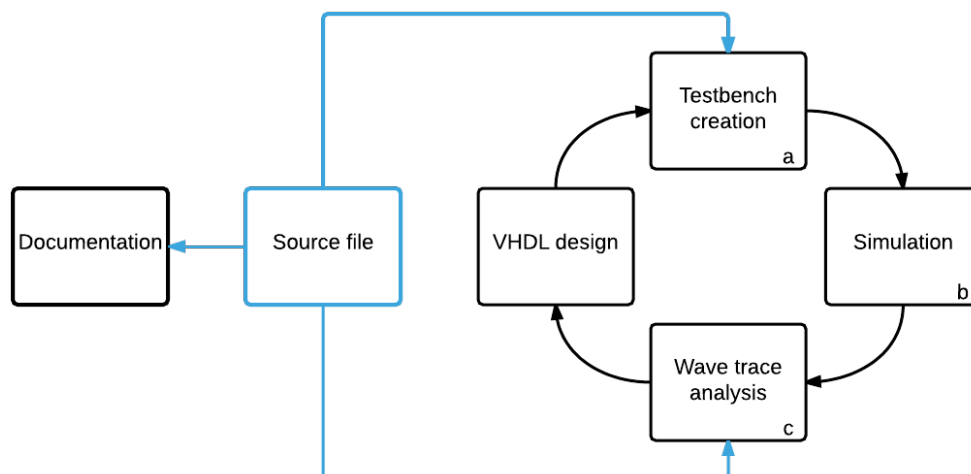 Testbench
creation
a
Documentation
Source file
VHDL design
Simulation
b
Wave trace
analysis
c